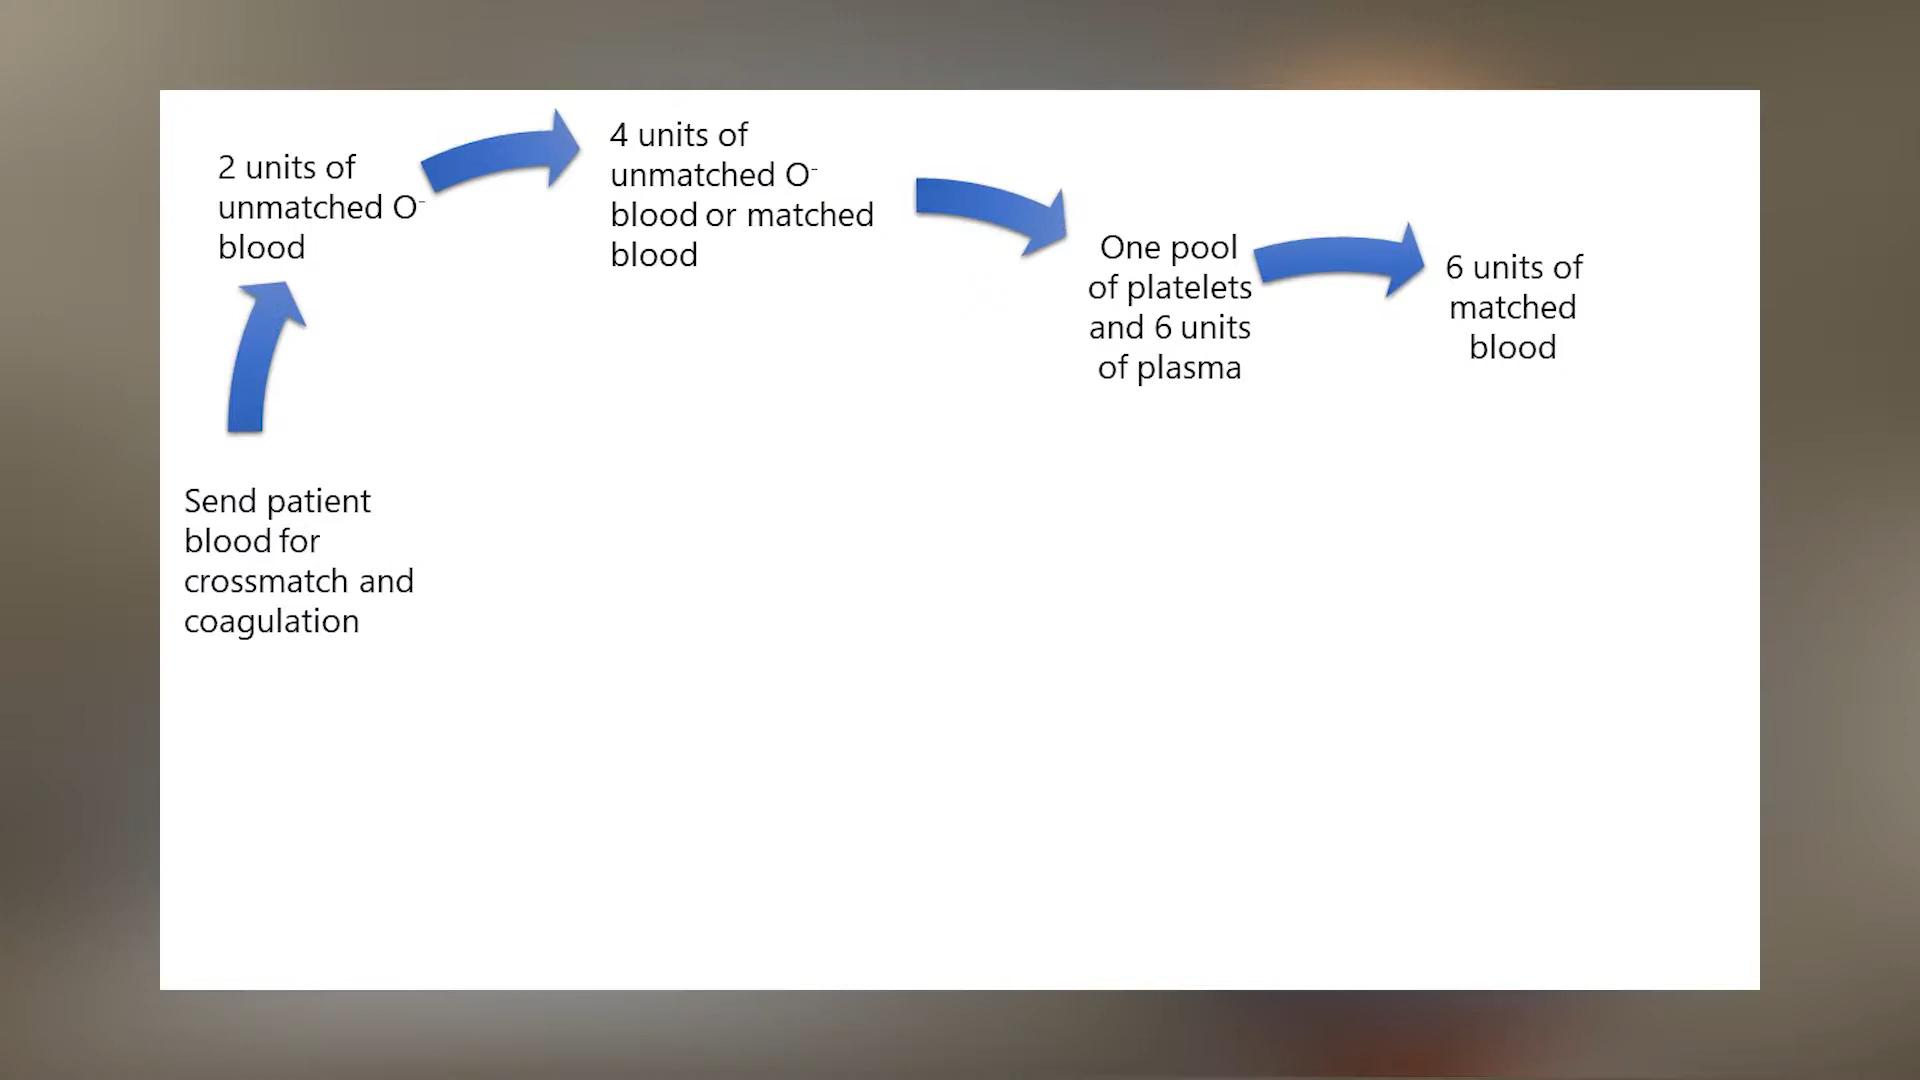 2 units of
unmatched O⁻
blood
4 units of
unmatched O⁻
blood or matched
blood
One pool
of platelets
and 6 units
of plasma
6 units of
matched
blood
Send patient
blood for
crossmatch and
coagulation